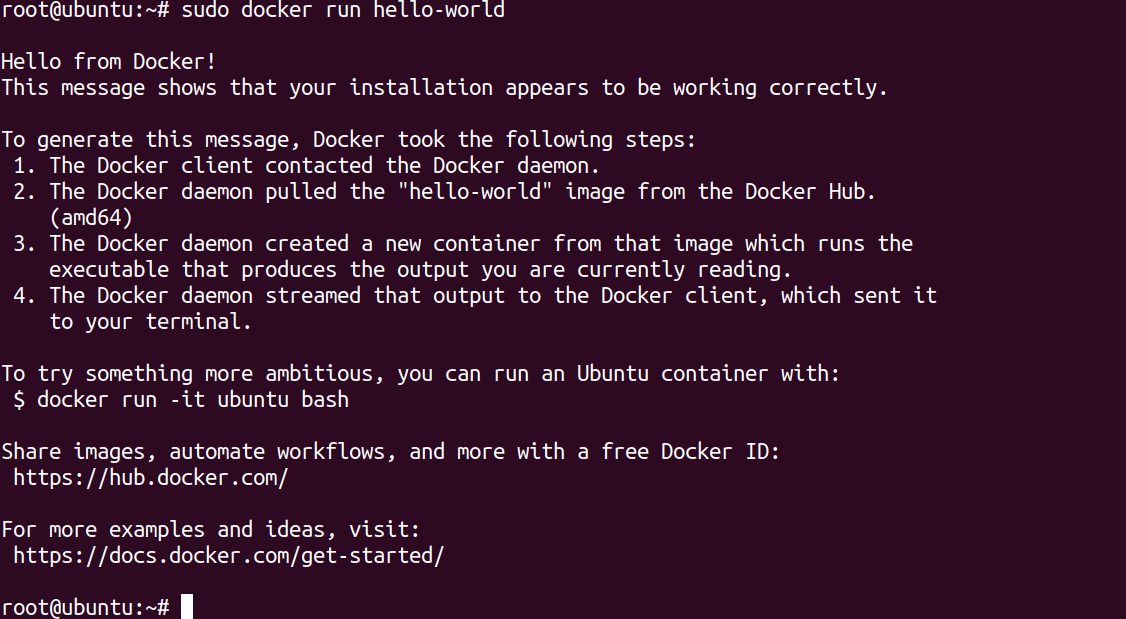 root@ubuntu:~# sudo docker run hello-world
Hello from Docker!
This message shows that your installation appears to be working correctly.
To generate this message, Docker took the following steps:
1. The Docker client contacted the Docker daemon.
2. The Docker daemon pulled the "hello-world" image from the Docker Hub.
(amd64)
3. The Docker daemon created a new container from that image which runs the
executable that produces the output you are currently reading.
4. The Docker daemon streamed that output to the Docker client, which sent it
to your terminal.
To try something more ambitious, you can run an Ubuntu container with:
$ docker run -it ubuntu bash
Share images, automate workflows, and more with a free Docker ID:
https://hub.docker.com/
For more examples and ideas, visit:
https://docs.docker.com/get-started/
root@ubuntu:~#